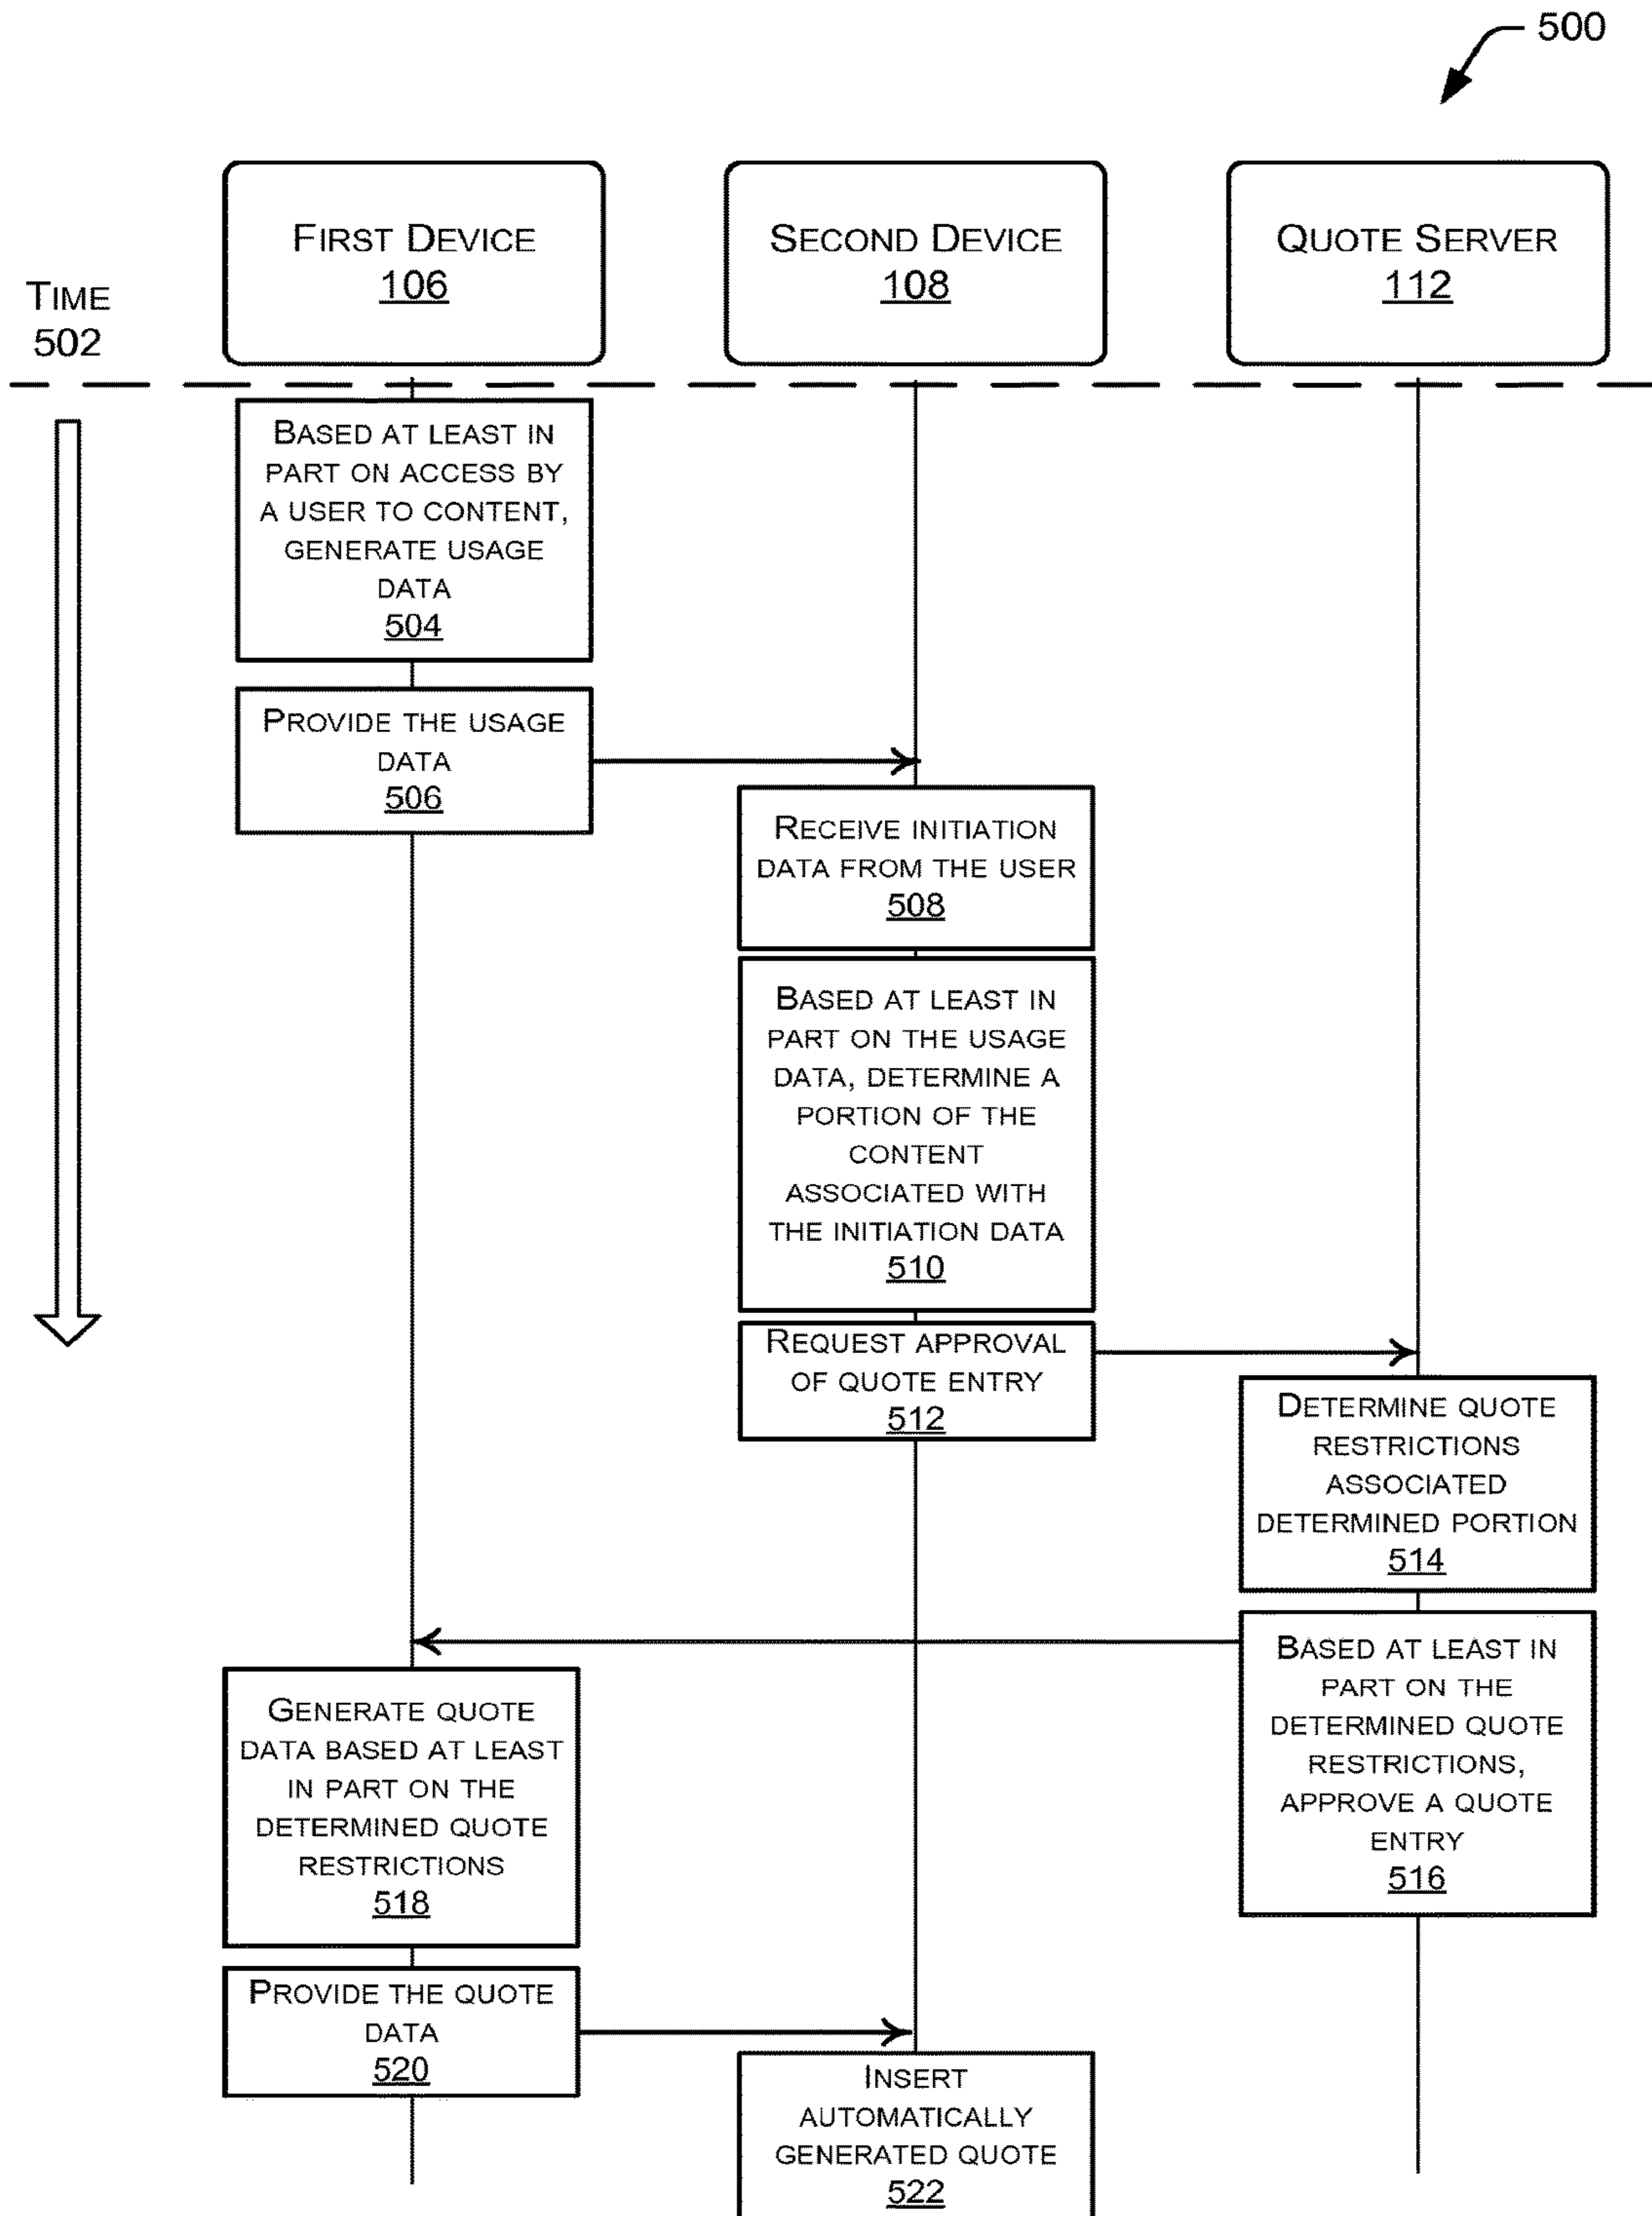 500
FIRST DEVICE
106
SECOND DEVICE
108
QUOTE SERVER
112
TIME
502
BASED AT LEAST IN
PART ON ACCESS BY
A USER TO CONTENT,
GENERATE USAGE
DATA
504
PROVIDE THE USAGE
DATA
506
RECEIVE INITIATION
DATA FROM THE USER
508
BASED AT LEAST IN
PART ON THE USAGE
DATA, DETERMINE A
PORTION OF THE
CONTENT
ASSOCIATED WITH
THE INITIATION DATA
510
REQUEST APPROVAL
OF QUOTE ENTRY
512
DETERMINE QUOTE
RESTRICTIONS
ASSOCIATED
DETERMINED PORTION
514
BASED AT LEAST IN
PART ON THE
DETERMINED QUOTE
RESTRICTIONS,
APPROVE A QUOTE
ENTRY
516
GENERATE QUOTE
DATA BASED AT LEAST
IN PART ON THE
DETERMINED QUOTE
RESTRICTIONS
518
PROVIDE THE QUOTE
DATA
520
INSERT
AUTOMATICALLY
GENERATED QUOTE
522